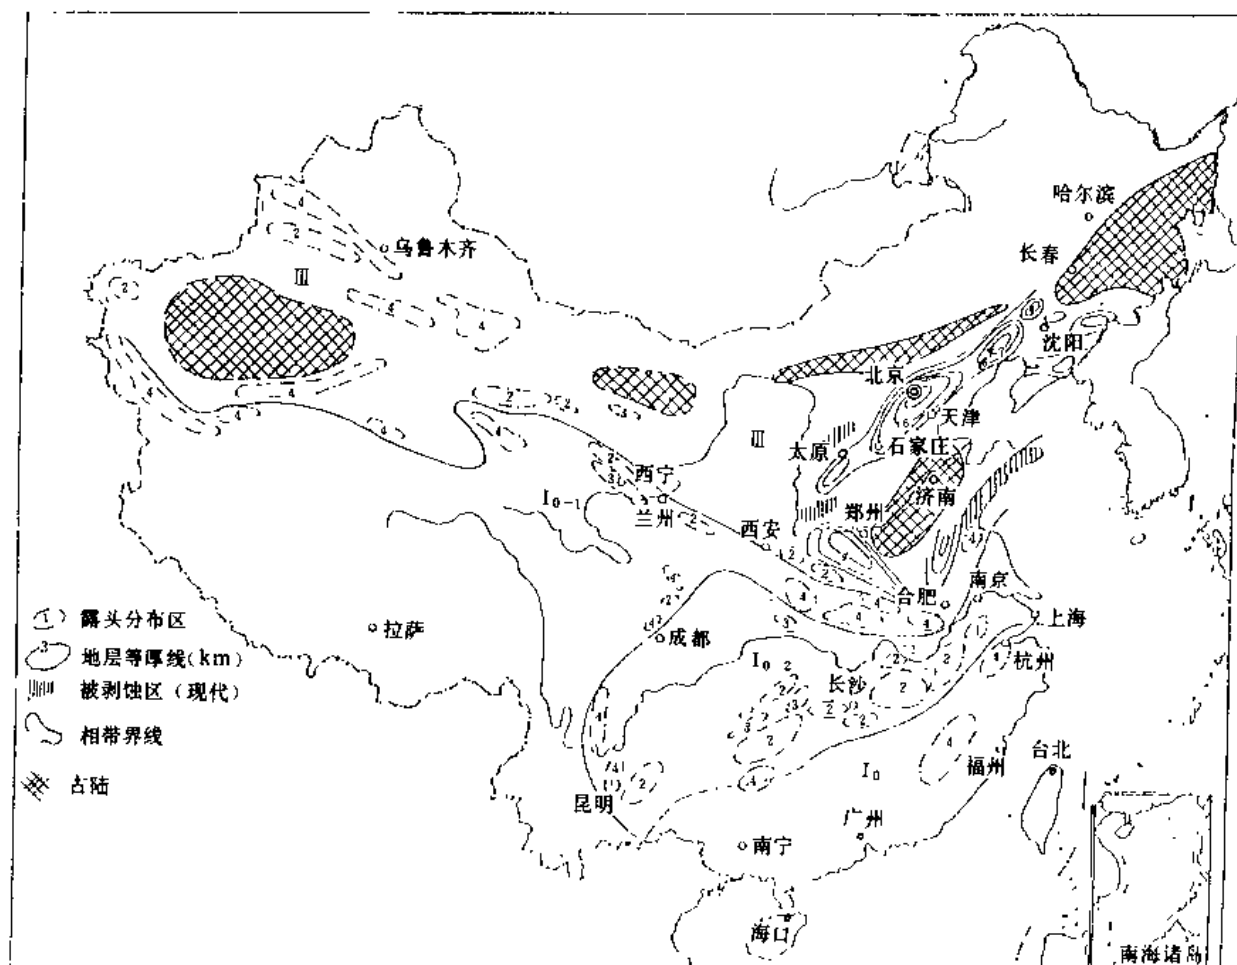 哈尔滨
长春
乌鲁木齐
III
沈阳
北京
天津
石家庄
太原
III
济南
西宁
兰州
I₀₋₁
郑州
西安
合肥
南京
上海
杭州
成都
拉萨
I₀ 2
长沙
I₀
福州
台北
昆明
南宁
广州
海口
南海诸岛
1 露头分布区
3 地层等厚线(km)
被剥蚀区(现代)
相带界线
古陆